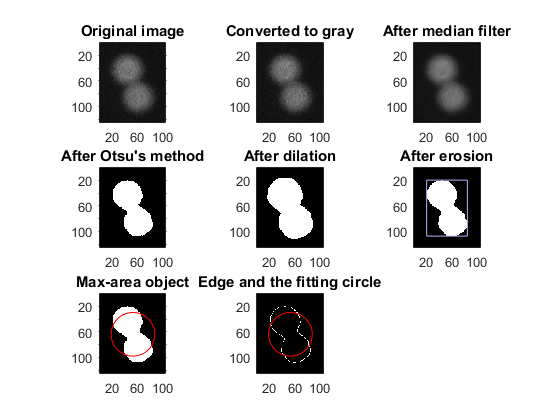 Original image
Converted to gray
After median filter
20
60
100
20 60 100
20
60
100
20 60 100
20
60
100
20 60 100
After Otsu's method
After dilation
After erosion
20
60
100
20 60 100
20
60
100
20 60 100
20
60
100
20 60 100
Max-area object
Edge and the fitting circle
20
60
100
20 60 100
20
60
100
20 60 100